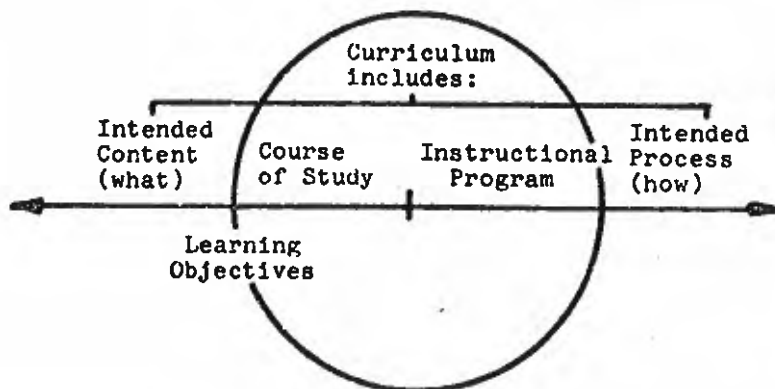 Curriculum
includes:
Intended
Content
(what)
Course
of Study
Instructional
Program
Intended
Process
(how)
Learning
Objectives